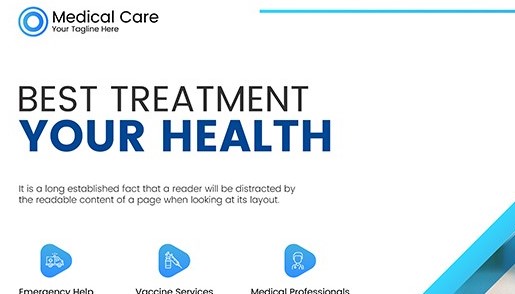 Medical Care
Your Tagline Here
BEST TREATMENT
YOUR HEALTH
It is a long established fact that a reader will be distracted by
the readable content of a page when looking at its layout.
Emergency Help
Vaccine Services
Medical Professionals